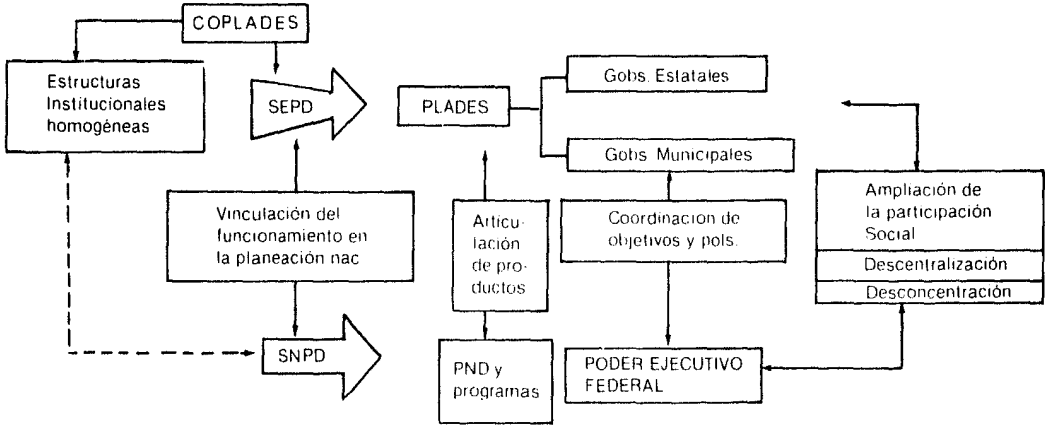 COPLADES
Estructuras
Institucionales
homogéneas
SEPD
PLADES
Gobs. Estatales
Gobs. Municipales
Vinculación del
funcionamiento en
la planeación nac
Articu-
lación
de pro-
ductos
Coordinacion de
objetivos y pols.
Ampliación de
la participación
Social
Descentralización
Desconcentración
SNPD
PND y
programas
PODER EJECUTIVO
FEDERAL